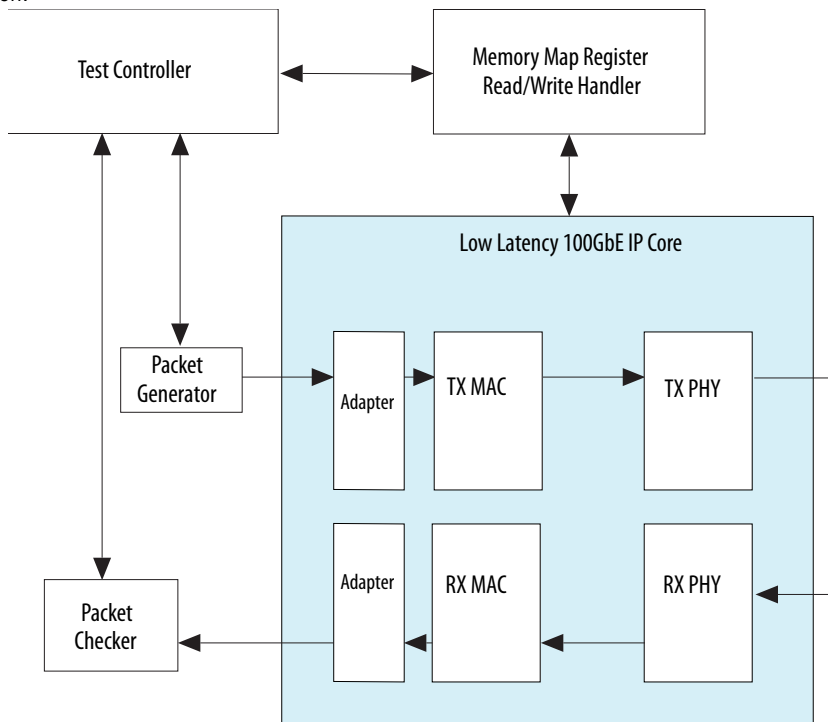 Test Controller
Memory Map Register
Read/Write Handler
Low Latency 100GbE IP Core
Packet
Generator
Adapter
TX MAC
TX PHY
Adapter
RX MAC
RX PHY
Packet
Checker